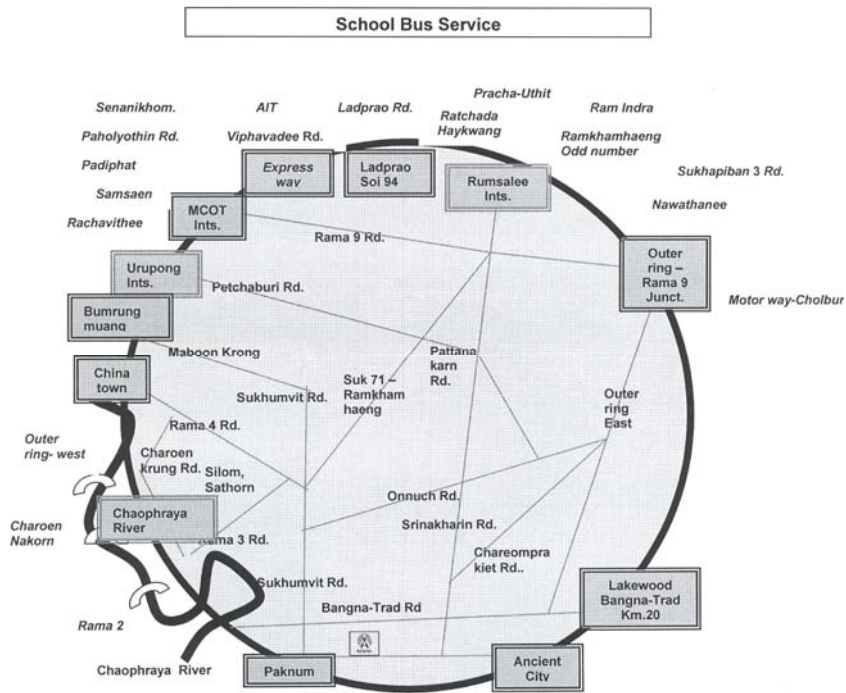 School Bus Service
Pracha-Uthit
Senanikhom.
AIT
Ladprao Rd.
Ratchada
Haykwang
Ram Indra
Paholyothin Rd.
Viphavadee Rd.
Ramkhamhaeng
Odd number
Padiphat
Express
way
Ladprao
Soi 94
Rumsalee
Ints.
Sukhapiban 3 Rd.
Samsaen
MCOT
Ints.
Nawathanee
Rachavithee
Rama 9 Rd.
Urupong
Ints.
Outer
ring –
Rama 9
Junct.
Petchaburi Rd.
Motor way-Cholbur
Bumrung
muang
Maboon Krong
Pattana
karn
Rd.
China
town
Suk 71 –
Ramkham
haeng
Sukhumvit Rd.
Outer
ring
East
Rama 4 Rd.
Outer
ring- west
Charoen
krung Rd.
Silom,
Sathorn
Onnuch Rd.
Chaophraya
River
Srinakharin Rd.
Charoen
Nakorn
Rama 3 Rd.
Chareompra
kiet Rd..
Sukhumvit Rd.
Lakewood
Bangna-Trad
Km.20
Bangna-Trad Rd
Rama 2
Chaophraya River
Paknum
Ancient
City